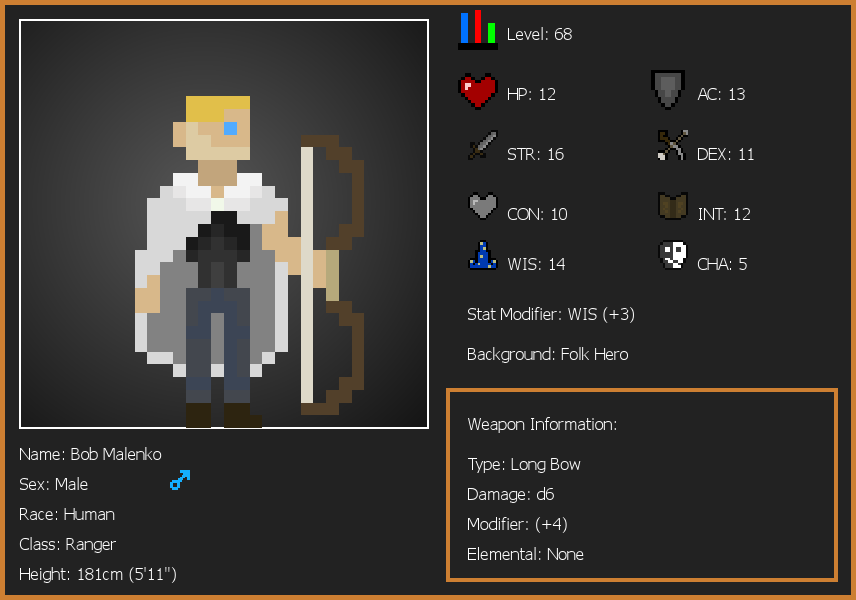 Level: 68
HP: 12
AC: 13
STR: 16
DEX: 11
CON: 10
INT: 12
WIS: 14
CHA: 5
Stat Modifier: WIS (+3)
Background: Folk Hero
Weapon Information:
Type: Long Bow
Damage: d6
Modifier: (+4)
Elemental: None
Name: Bob Malenko
Sex: Male
Race: Human
Class: Ranger
Height: 181cm (5'11")